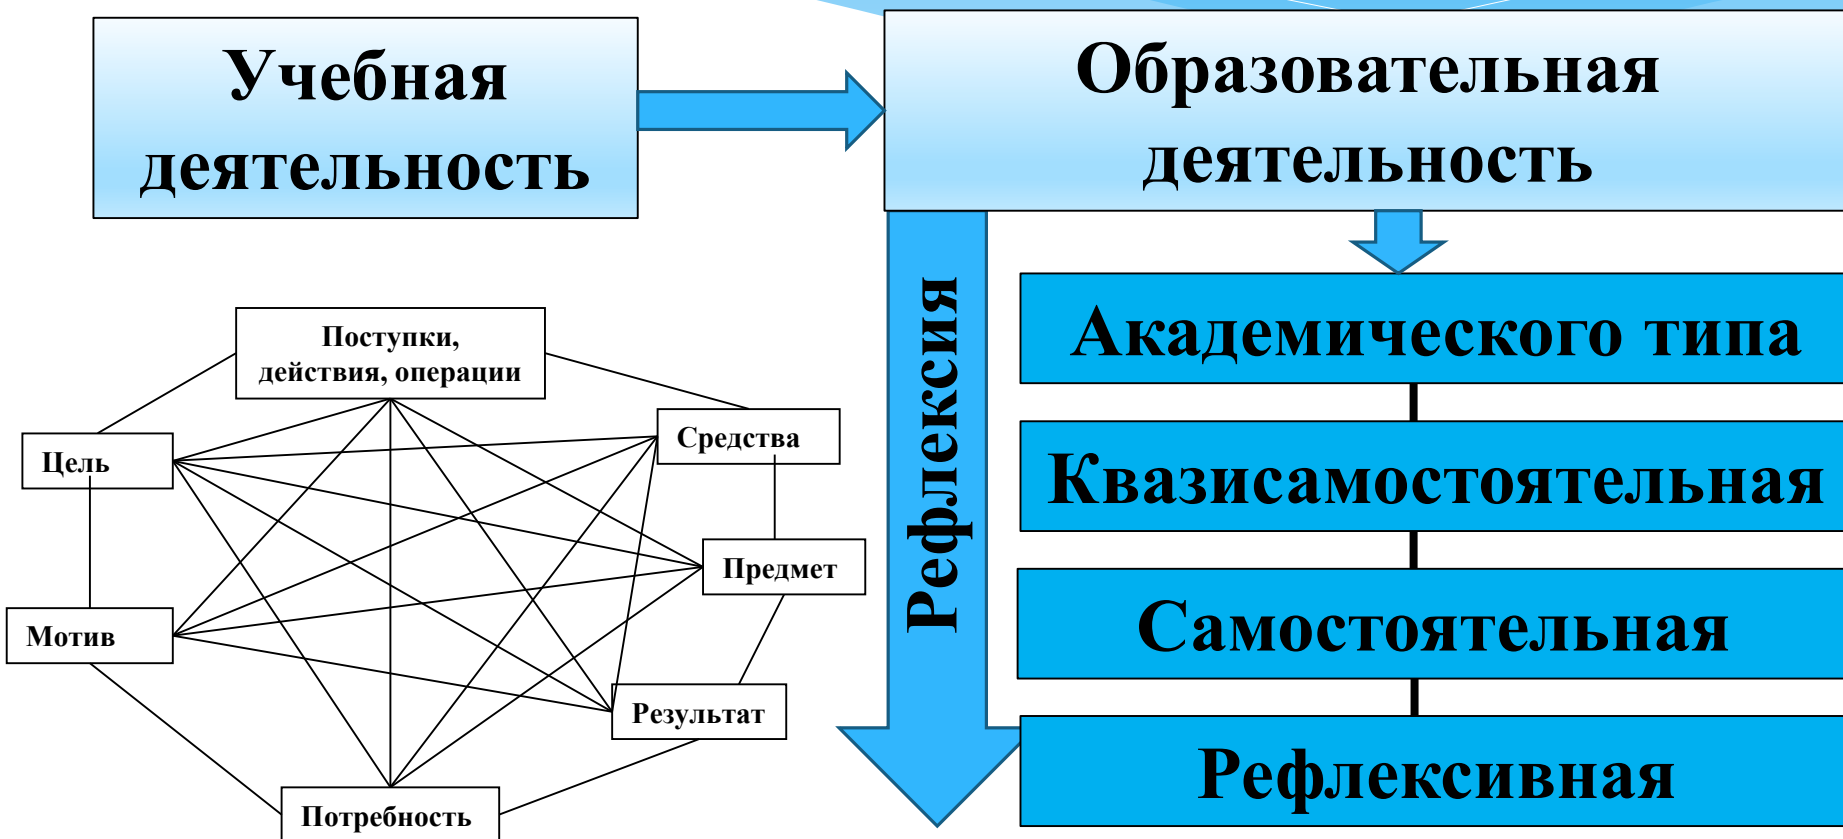 Учебная
деятельность
Образовательная
деятельность
Поступки,
действия, операции
Цель
Средства
Предмет
Мотив
Результат
Потребность
Рефлексия
Академического типа
Квазисамостоятельная
Самостоятельная
Рефлексивная